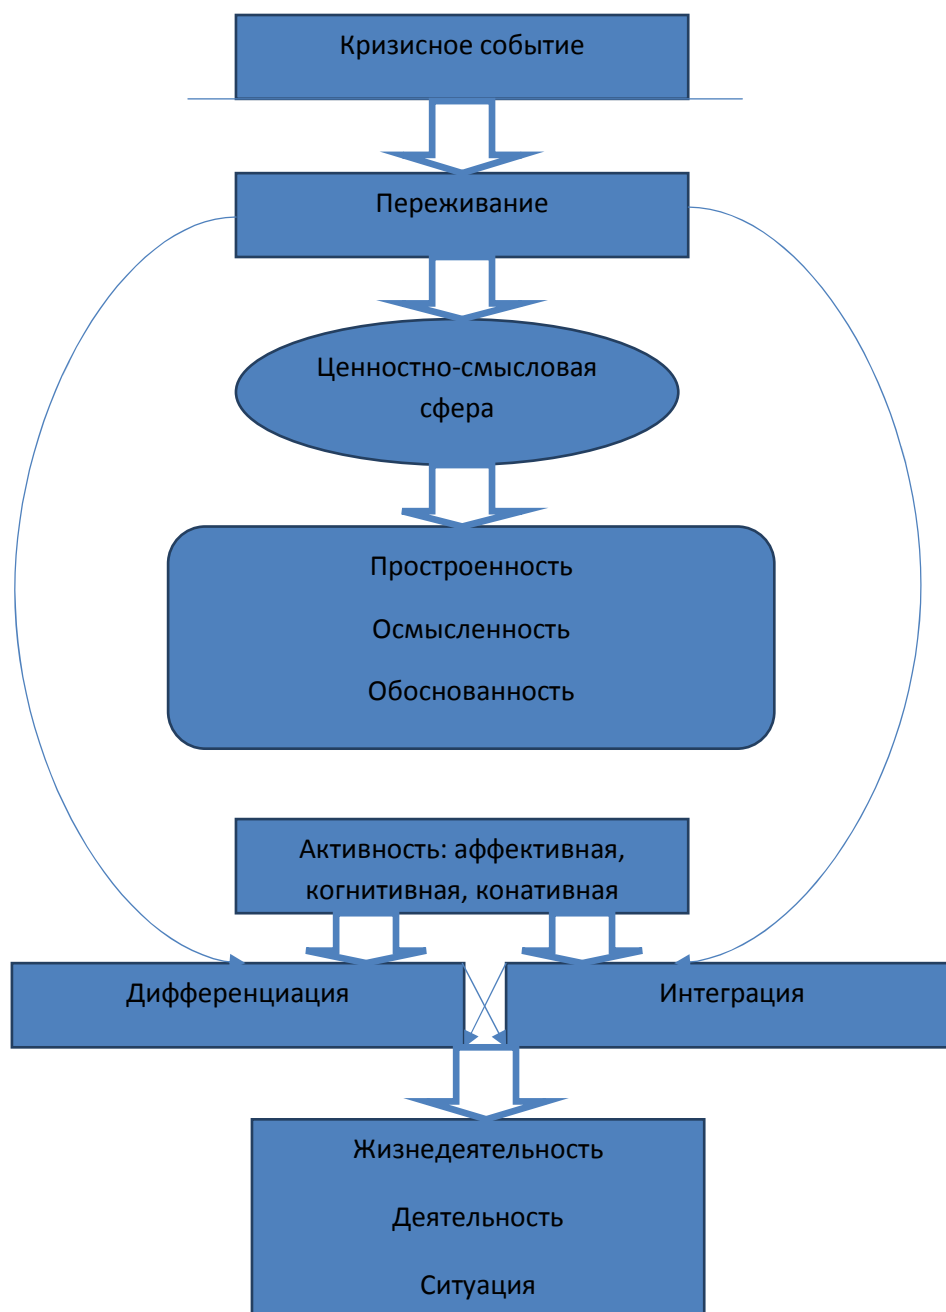 Кризисное событие
Переживание
Ценностно-смысловая
сфера
Простроенность
Осмысленность
Обоснованность
Активность: аффективная,
когнитивная, конативная
Дифференциация
Интеграция
Жизнедеятельность
Деятельность
Ситуация